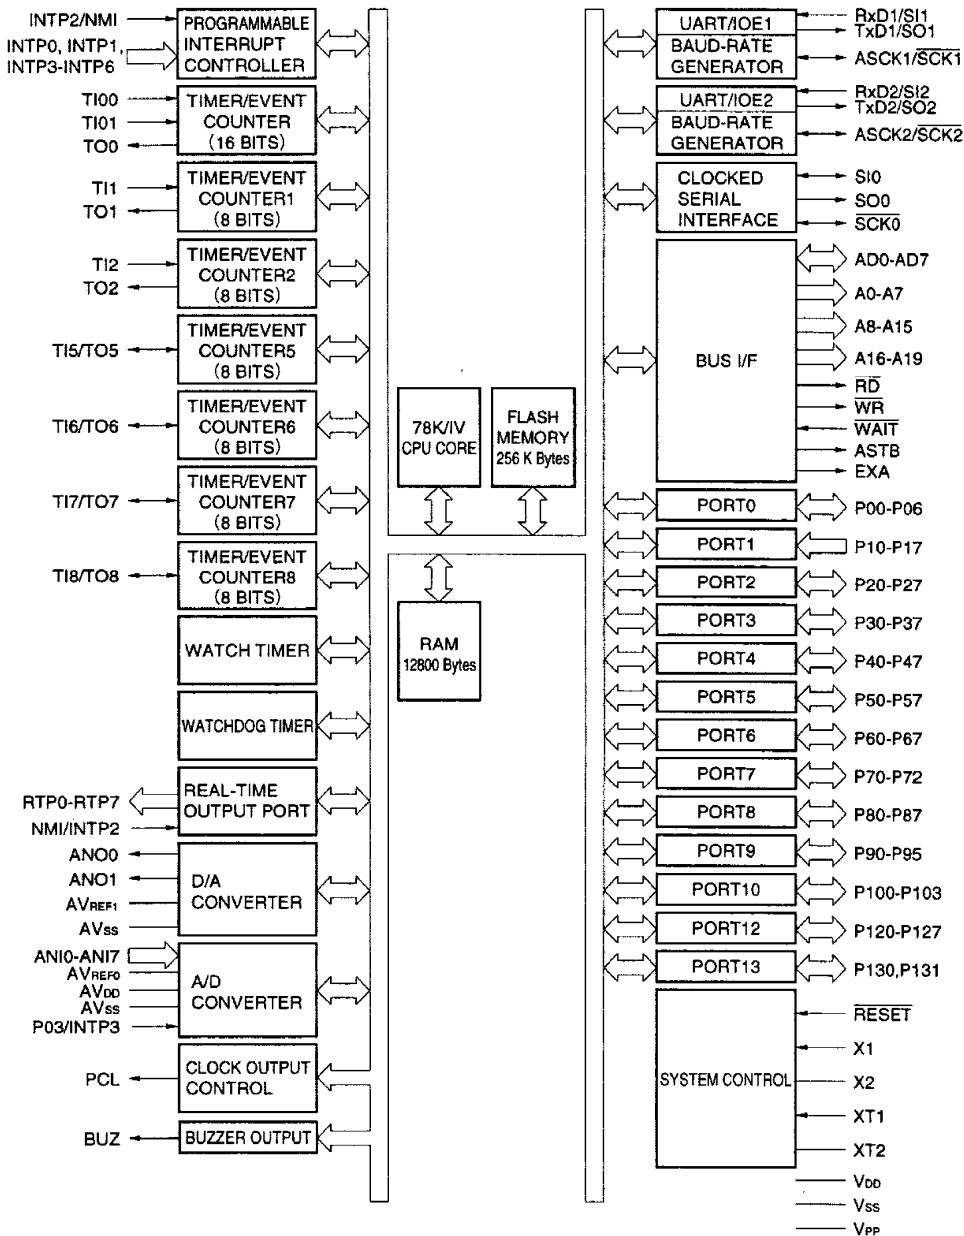 INTP2/NMI
INTP0, INTP1,
INTP3-INTP6
PROGRAMMABLE
INTERRUPT
CONTROLLER
TI00
TI01
TO0
TIMER/EVENT
COUNTER
(16 BITS)
TI1
TO1
TIMER/EVENT
COUNTER1
(8 BITS)
TI2
TO2
TIMER/EVENT
COUNTER2
(8 BITS)
TI5/TO5
TIMER/EVENT
COUNTER5
(8 BITS)
TI6/TO6
TIMER/EVENT
COUNTER6
(8 BITS)
TI7/TO7
TIMER/EVENT
COUNTER7
(8 BITS)
TI8/TO8
TIMER/EVENT
COUNTER8
(8 BITS)
WATCH TIMER
WATCHDOG TIMER
RTP0-RTP7
NMI/INTP2
REAL-TIME
OUTPUT PORT
ANO0
ANO1
AVREF1
AVSS
D/A
CONVERTER
ANI0-ANI7
AVREF0
AVDD
AVSS
P03/INTP3
A/D
CONVERTER
PCL
CLOCK OUTPUT
CONTROL
BUZ
BUZZER OUTPUT
78K/IV
CPU CORE
FLASH
MEMORY
256 K Bytes
RAM
12800 Bytes
UART/IOE1
BAUD-RATE
GENERATOR
RxD1/SI1
TxD1/SO1
ASCK1/S̅C̅K̅1̅
UART/IOE2
BAUD-RATE
GENERATOR
RxD2/SI2
TxD2/SO2
ASCK2/S̅C̅K̅2̅
CLOCKED
SERIAL
INTERFACE
SI0
SO0
S̅C̅K̅0̅
BUS I/F
AD0-AD7
A0-A7
A8-A15
A16-A19
R̅D̅
W̅R̅
W̅A̅I̅T̅
ASTB
EXA
PORT0
P00-P06
PORT1
P10-P17
PORT2
P20-P27
PORT3
P30-P37
PORT4
P40-P47
PORT5
P50-P57
PORT6
P60-P67
PORT7
P70-P72
PORT8
P80-P87
PORT9
P90-P95
PORT10
P100-P103
PORT12
P120-P127
PORT13
P130,P131
SYSTEM CONTROL
R̅E̅S̅E̅T̅
X1
X2
XT1
XT2
VDD
VSS
VPP